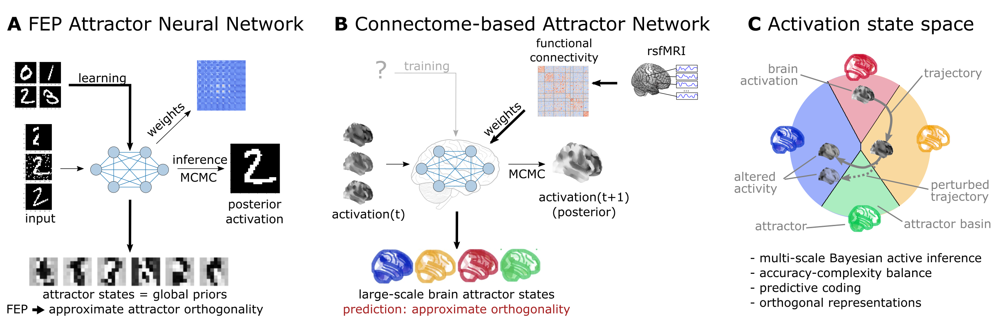 A FEP Attractor Neural Network
learning
weights
input
inference
MCMC
posterior
activation
attractor states = global priors
FEP → approximate attractor orthogonality
B Connectome-based Attractor Network
?
training
functional
connectivity
rsfMRI
...
weights
activation(t)
MCMC
activation(t+1)
(posterior)
large-scale brain attractor states
prediction: approximate orthogonality
C Activation state space
brain
activation
trajectory
altered
activity
perturbed
trajectory
attractor
attractor basin
- multi-scale Bayesian active inference
- accuracy-complexity balance
- predictive coding
- orthogonal representations